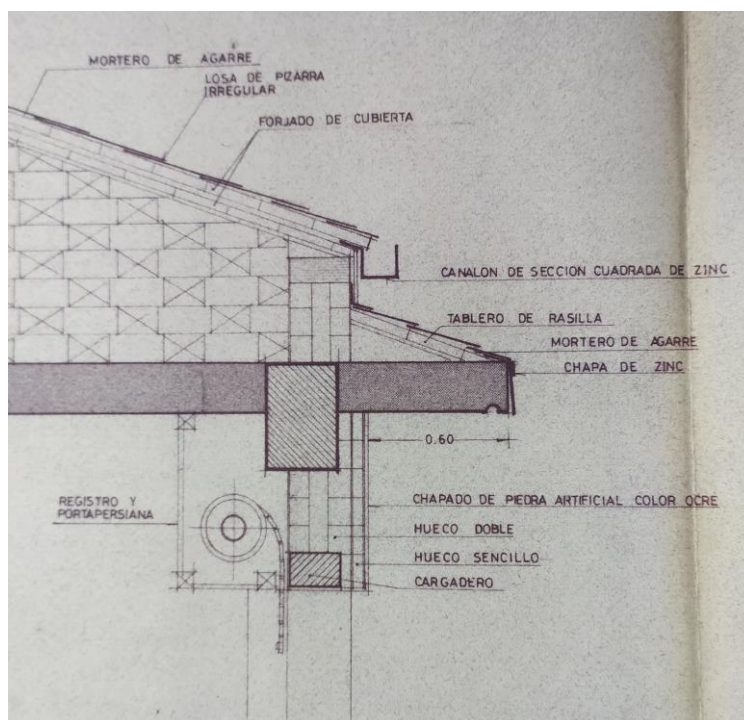 MORTERO DE AGARRE
LOSA DE PIZARRA
IRREGULAR
FORJADO DE CUBIERTA
CANALON DE SECCION CUADRADA DE ZINC
TABLERO DE RASILLA
MORTERO DE AGARRE
CHAPA DE ZINC
0.60
REGISTRO Y
PORTAPERSIANA
CHAPADO DE PIEDRA ARTIFICIAL COLOR OCRE
HUECO DOBLE
HUECO SENCILLO
CARGADERO